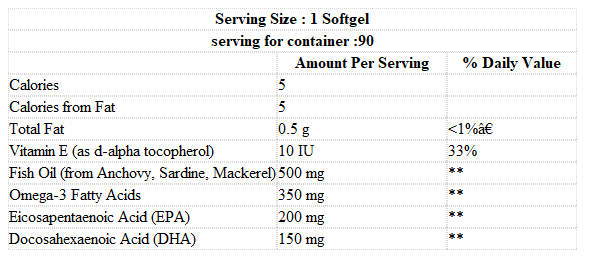 Serving Size : 1 Softgel
serving for container :90
Amount Per Serving % Daily Value
Calories 5
Calories from Fat 5
Total Fat 0.5 g <1%â€
Vitamin E (as d-alpha tocopherol) 10 IU 33%
Fish Oil (from Anchovy, Sardine, Mackerel) 500 mg **
Omega-3 Fatty Acids 350 mg **
Eicosapentaenoic Acid (EPA) 200 mg **
Docosahexaenoic Acid (DHA) 150 mg **